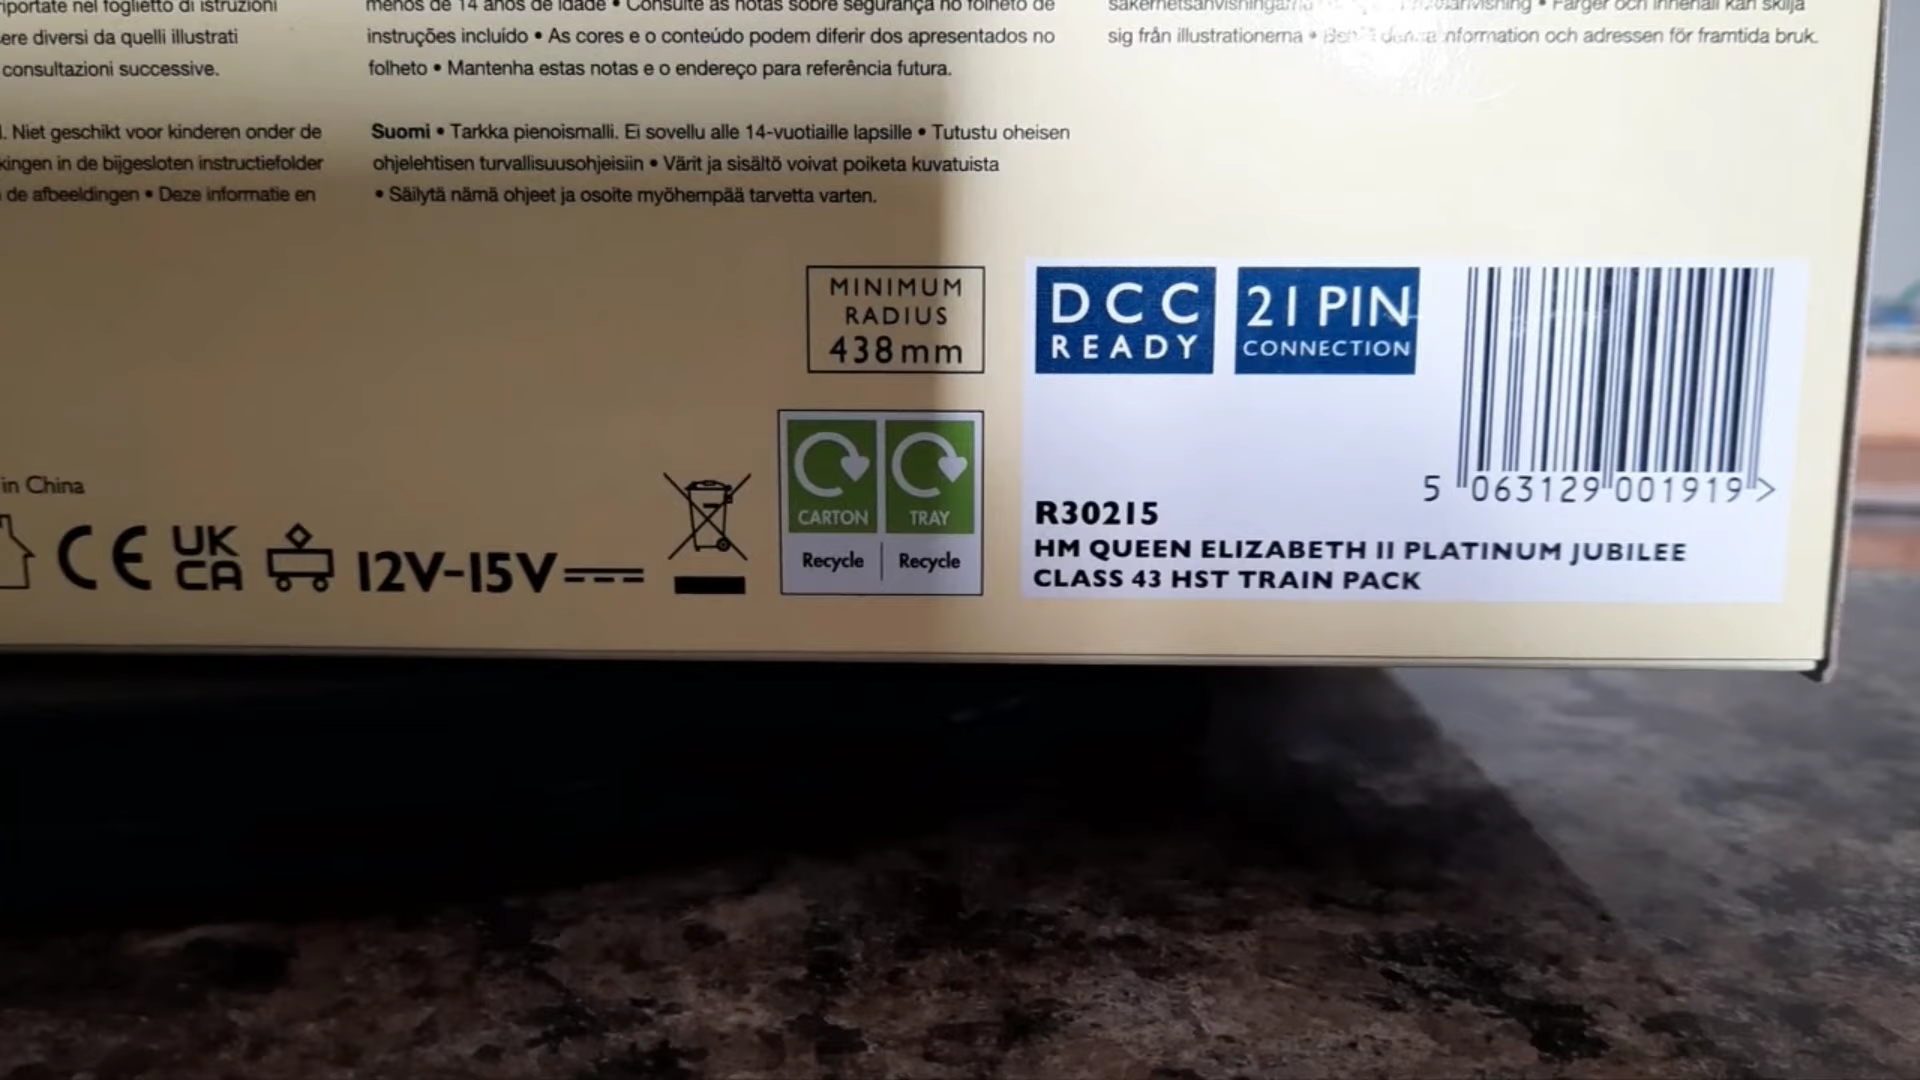 riportate nel foglietto di istruzioni
ere diversi da quelli illustrati
consultazioni successive.
menos de 14 anos de idade • Consulte as notas sobre segurança no folheto de
instruções incluído • As cores e o conteúdo podem diferir dos apresentados no
folheto • Mantenha estas notas e o endereço para referência futura.
• Färger och innehåll kan skilja
sig från illustrationerna • information och adressen för framtida bruk.
. Niet geschikt voor kinderen onder de
kingen in de bijgesloten instructiefolder
de afbeeldingen • Deze informatie en
Suomi • Tarkka pienoismalli. Ei sovellu alle 14-vuotiaille lapsille • Tutustu oheisen
ohjelehtisen turvallisuusohjeisiin • Värit ja sisältö voivat poiketa kuvatuista
• Säilytä nämä ohjeet ja osoite myöhempää tarvetta varten.
MINIMUM
RADIUS
438mm
DCC
READY
21 PIN
CONNECTION
5 063129 001919 >
in China
CE UK
CA
12V-15V
CARTON TRAY
Recycle Recycle
R30215
HM QUEEN ELIZABETH II PLATINUM JUBILEE
CLASS 43 HST TRAIN PACK